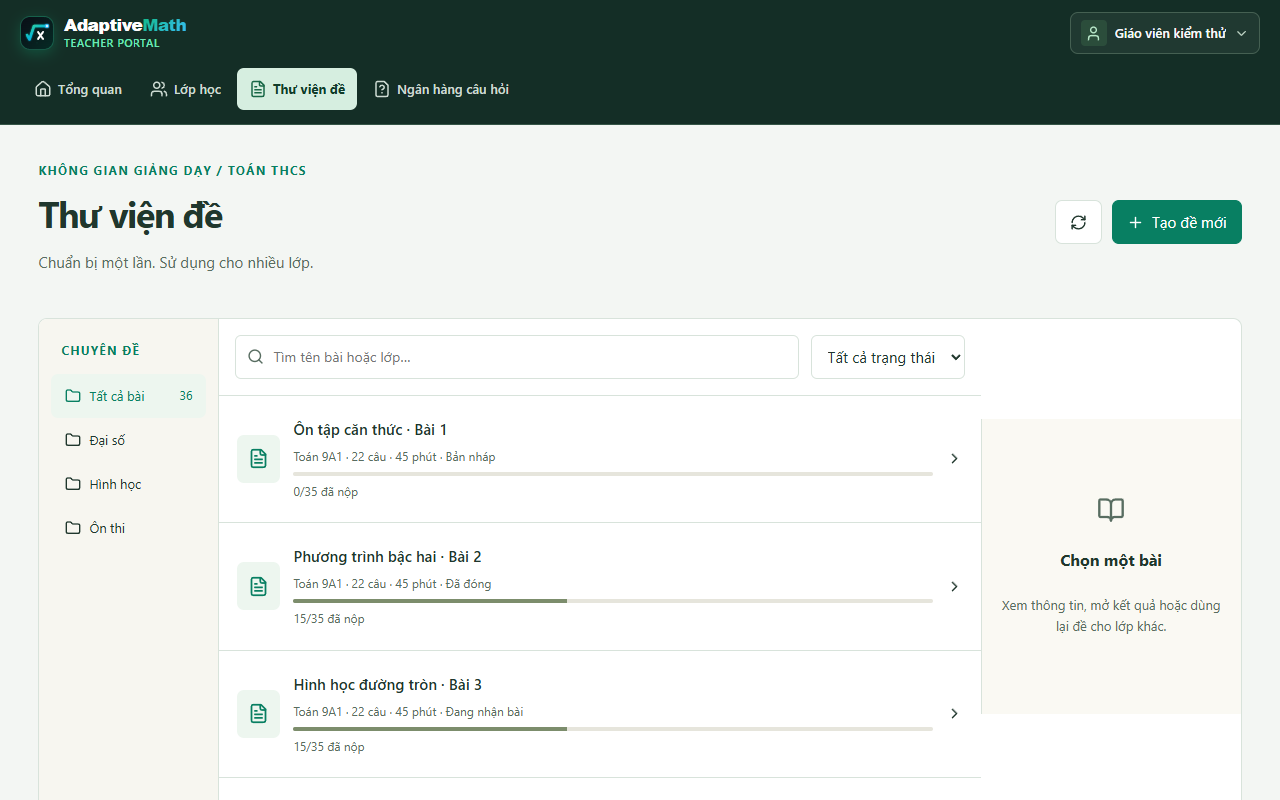 AdaptiveMath
TEACHER PORTAL
Giáo viên kiểm thử
Tổng quan
Lớp học
Thư viện đề
Ngân hàng câu hỏi
KHÔNG GIAN GIẢNG DẠY / TOÁN THCS
Thư viện đề
Chuẩn bị một lần. Sử dụng cho nhiều lớp.
Tạo đề mới
CHUYÊN ĐỀ
Tất cả bài 36
Đại số
Hình học
Ôn thi
Tìm tên bài hoặc lớp...
Tất cả trạng thái
Ôn tập căn thức · Bài 1
Toán 9A1 · 22 câu · 45 phút · Bản nháp
0/35 đã nộp
Phương trình bậc hai · Bài 2
Toán 9A1 · 22 câu · 45 phút · Đã đóng
15/35 đã nộp
Hình học đường tròn · Bài 3
Toán 9A1 · 22 câu · 45 phút · Đang nhận bài
15/35 đã nộp
Chọn một bài
Xem thông tin, mở kết quả hoặc dùng
lại đề cho lớp khác.